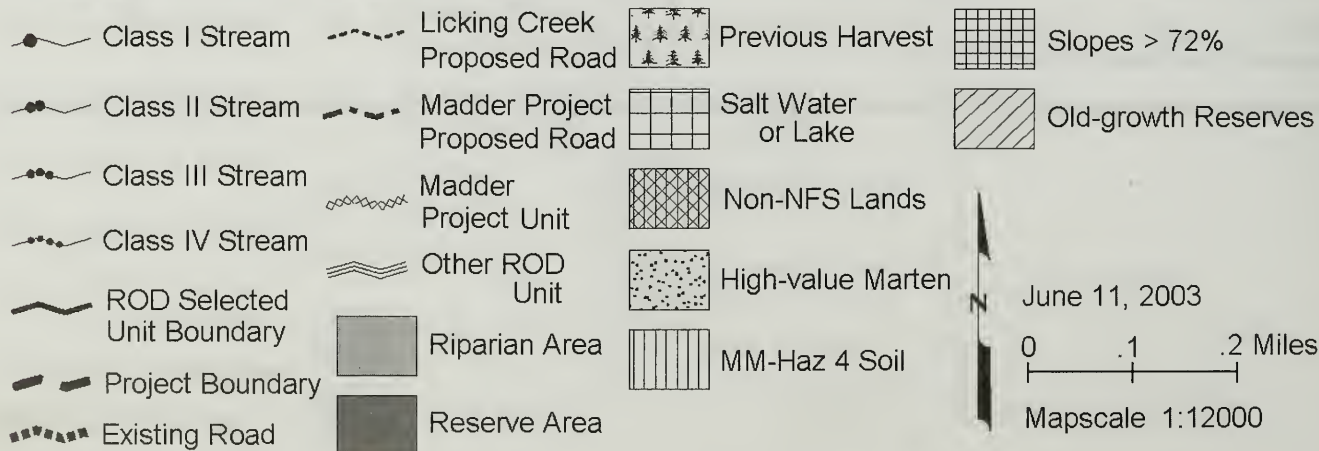 Class I Stream
Class II Stream
Class III Stream
Class IV Stream
ROD Selected
Unit Boundary
Project Boundary
Existing Road
Licking Creek
Proposed Road
Madder Project
Proposed Road
Madder
Project Unit
Other ROD
Unit
Riparian Area
Reserve Area
Previous Harvest
Salt Water
or Lake
Non-NFS Lands
High-value Marten
MM-Haz 4 Soil
Slopes > 72%
Old-growth Reserves
N
June 11, 2003
0 .1 .2 Miles
Mapscale 1:12000